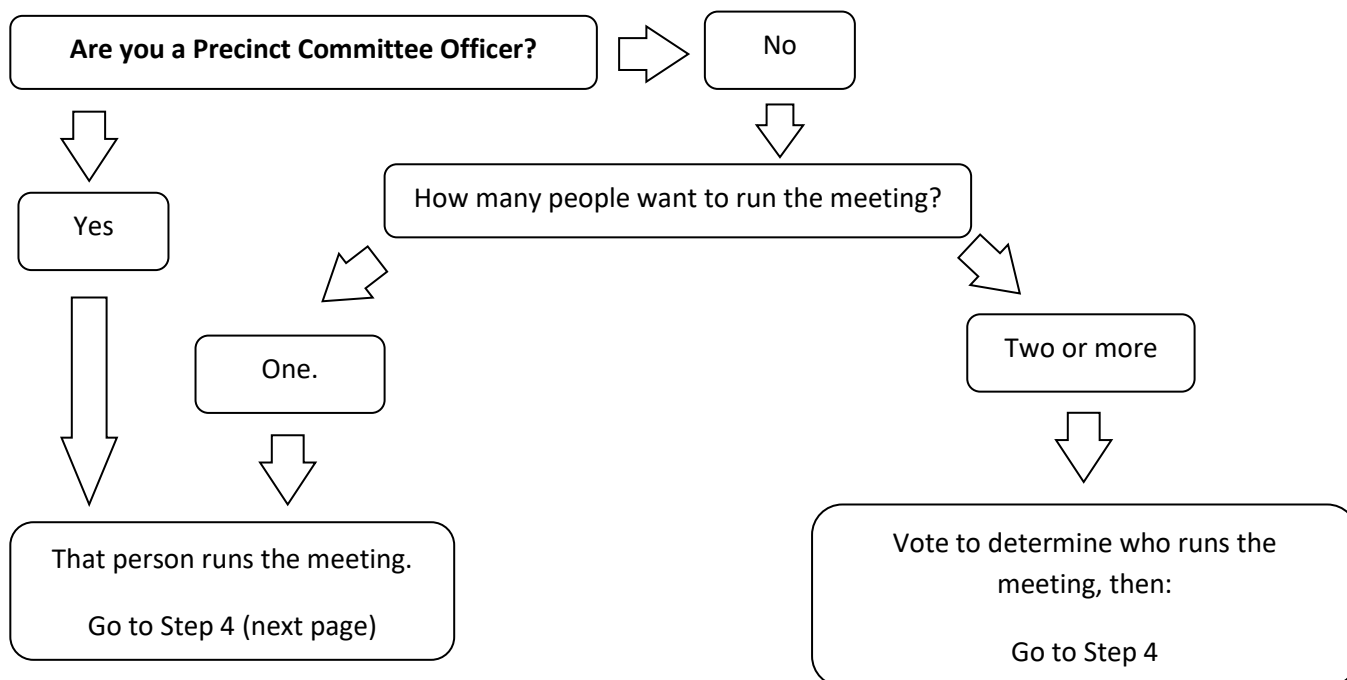 Are you a Precinct Committee Officer?
No
How many people want to run the meeting?
Yes
One.
Two or more
That person runs the meeting.
Go to Step 4 (next page)
Vote to determine who runs the
meeting, then:
Go to Step 4